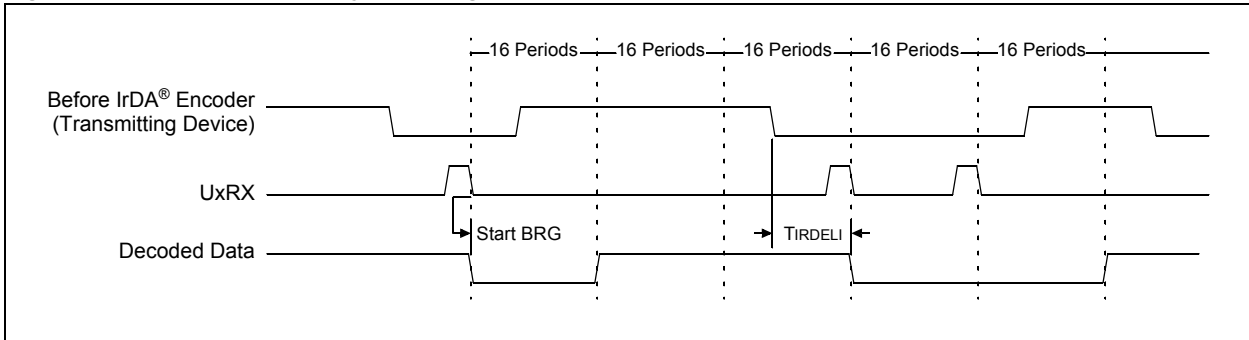 16 Periods 16 Periods 16 Periods 16 Periods 16 Periods
Before IrDA® Encoder
(Transmitting Device)
UxRX
Start BRG
TIRDELI
Decoded Data